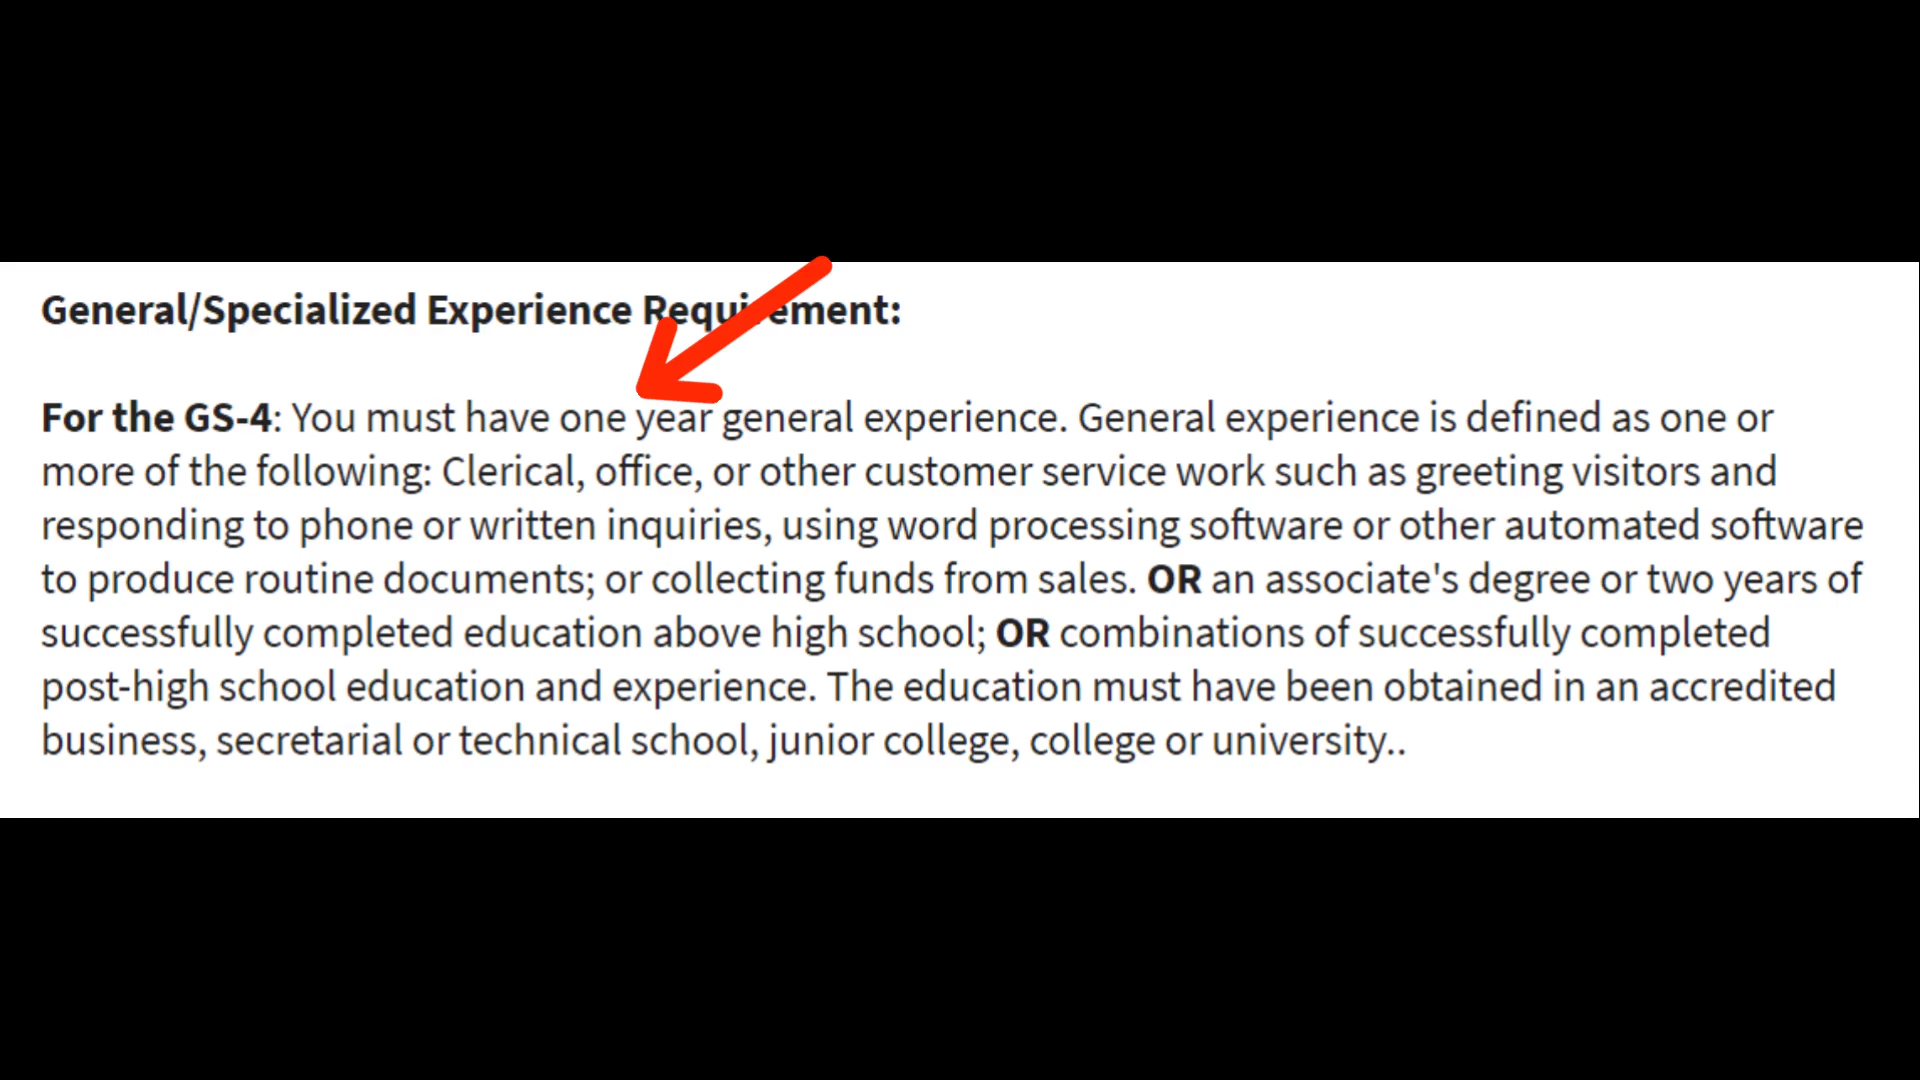 General/Specialized Experience Requirement:
For the GS-4: You must have one year general experience. General experience is defined as one or
more of the following: Clerical, office, or other customer service work such as greeting visitors and
responding to phone or written inquiries, using word processing software or other automated software
to produce routine documents; or collecting funds from sales. OR an associate's degree or two years of
successfully completed education above high school; OR combinations of successfully completed
post-high school education and experience. The education must have been obtained in an accredited
business, secretarial or technical school, junior college, college or university..